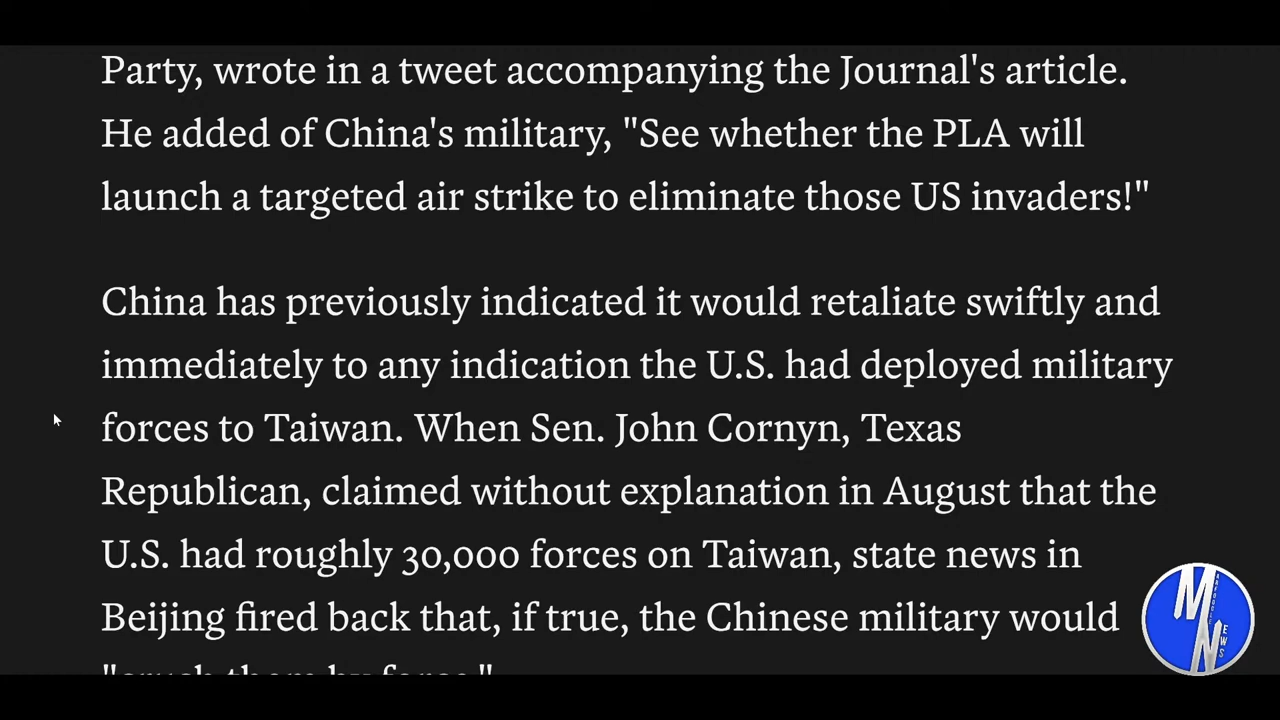 Party, wrote in a tweet accompanying the Journal's article.
He added of China's military, "See whether the PLA will
launch a targeted air strike to eliminate those US invaders!"
China has previously indicated it would retaliate swiftly and
immediately to any indication the U.S. had deployed military
forces to Taiwan. When Sen. John Cornyn, Texas
Republican, claimed without explanation in August that the
U.S. had roughly 30,000 forces on Taiwan, state news in
Beijing fired back that, if true, the Chinese military would
"crush them by force."